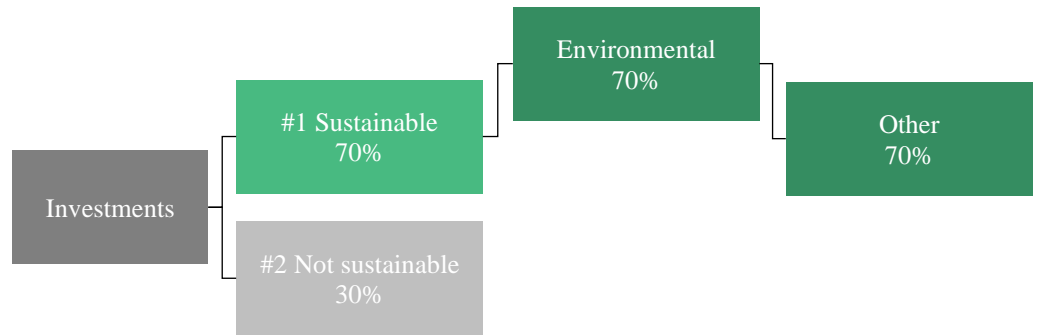 Investments
#1 Sustainable
70%
#2 Not sustainable
30%
Environmental
70%
Other
70%